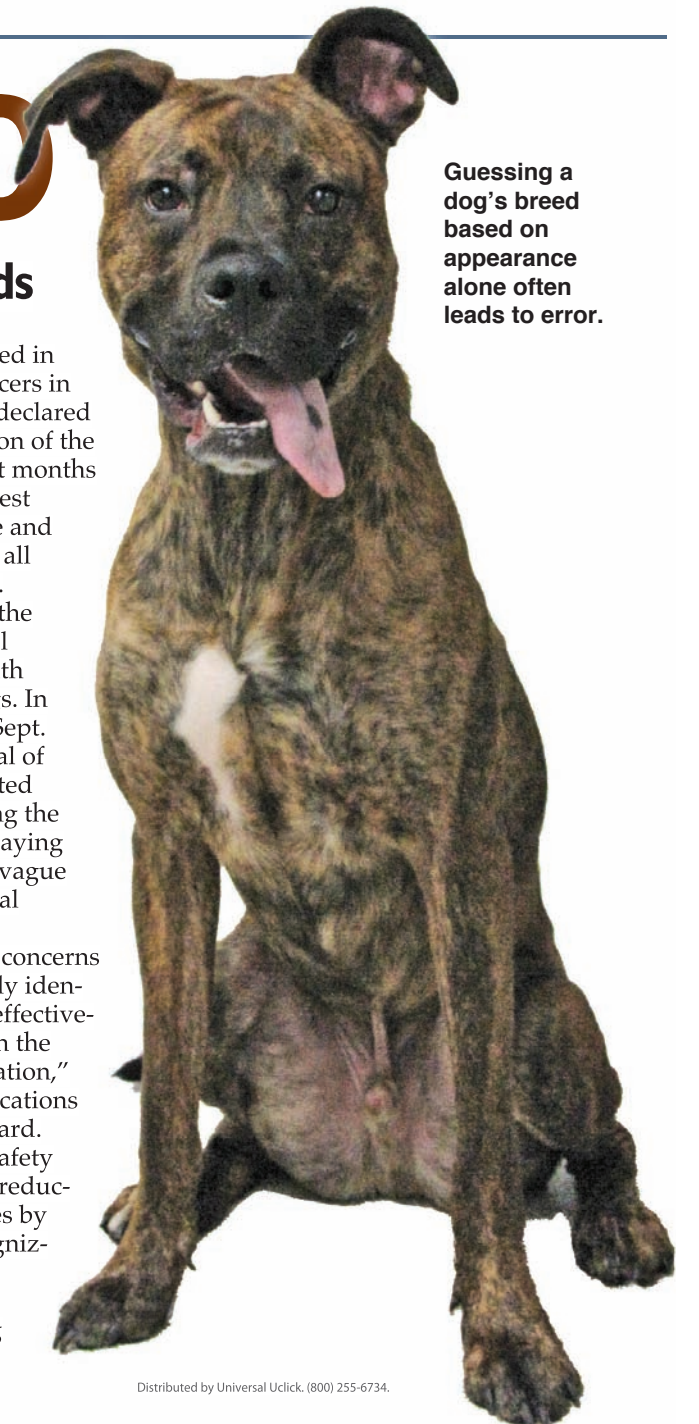 ds
Guessing a
dog’s breed
based on
appearance
alone often
leads to error.
ed in
cers in
declared
on of the
t months
est
e and
all
.
the
l
th
s. In
Sept.
al of
ted
ng the
aying
vague
al
concerns
ly iden-
effective-
n the
ation,”
cations
ard.
afety
reduc-
es by
gniz-
Distributed by Universal Uclick. (800) 255-6734.